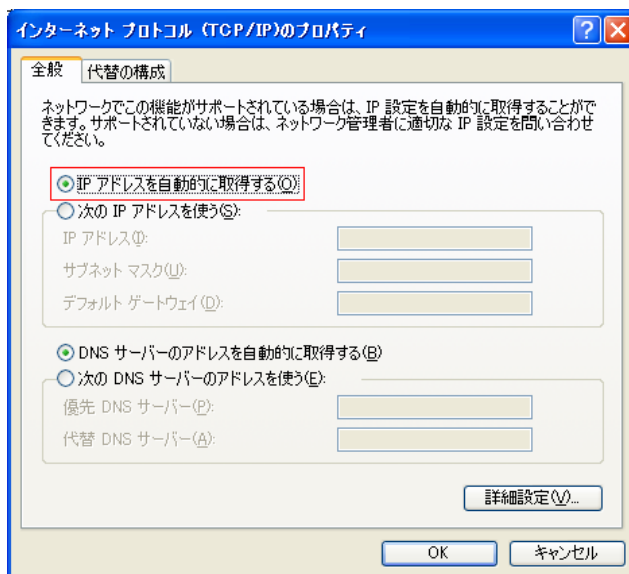 インターネット プロトコル (TCP/IP)のプロパティ
全般 代替の構成
ネットワークでこの機能がサポートされている場合は、IP 設定を自動的に取得することがで
きます。サポートされていない場合は、ネットワーク管理者に適切な IP 設定を問い合わせ
てください。
IP アドレスを自動的に取得する(O)
次の IP アドレスを使う(S):
IP アドレス(I):
サブネット マスク(U):
デフォルト ゲートウェイ(D):
DNS サーバーのアドレスを自動的に取得する(B)
次の DNS サーバーのアドレスを使う(E):
優先 DNS サーバー(P):
代替 DNS サーバー(A):
詳細設定(V)...
OK キャンセル